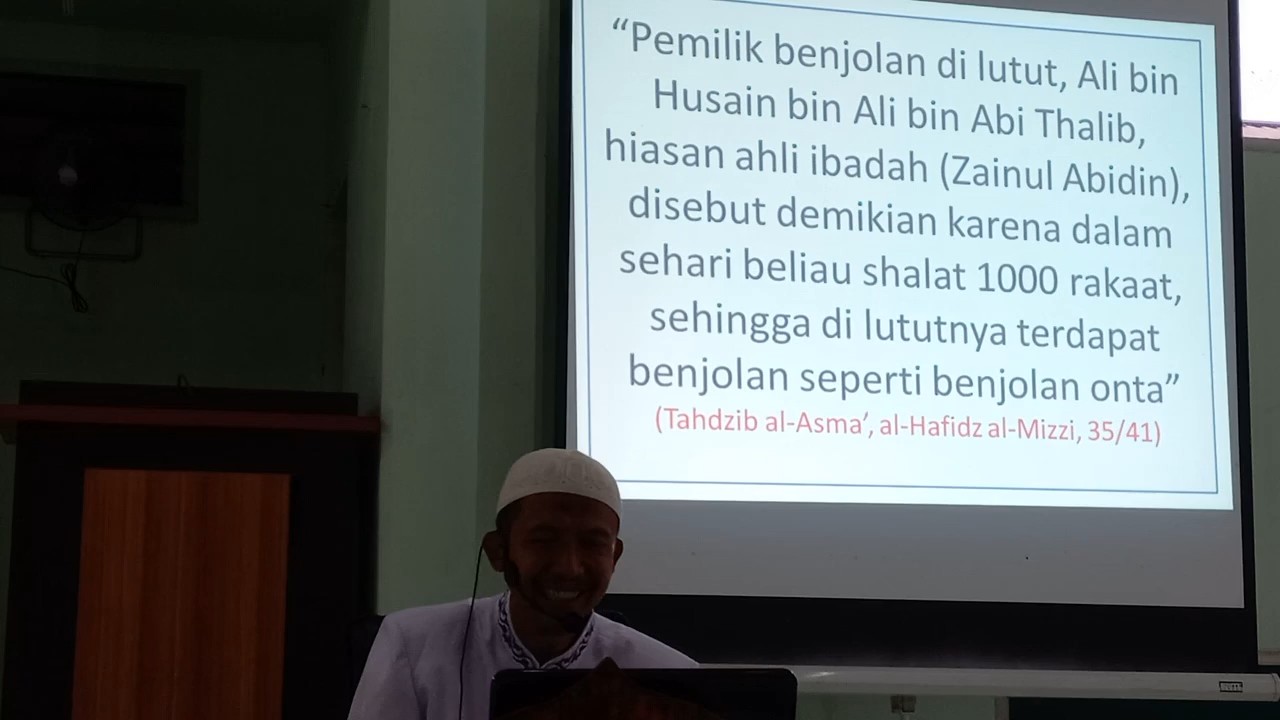 “Pemilik benjolan di lutut, Ali bin
Husain bin Ali bin Abi Thalib,
hiasan ahli ibadah (Zainul Abidin),
disebut demikian karena dalam
sehari beliau shalat 1000 rakaat,
sehingga di lututnya terdapat
benjolan seperti benjolan onta”
(Tahdzib al-Asma’, al-Hafidz al-Mizzi, 35/41)